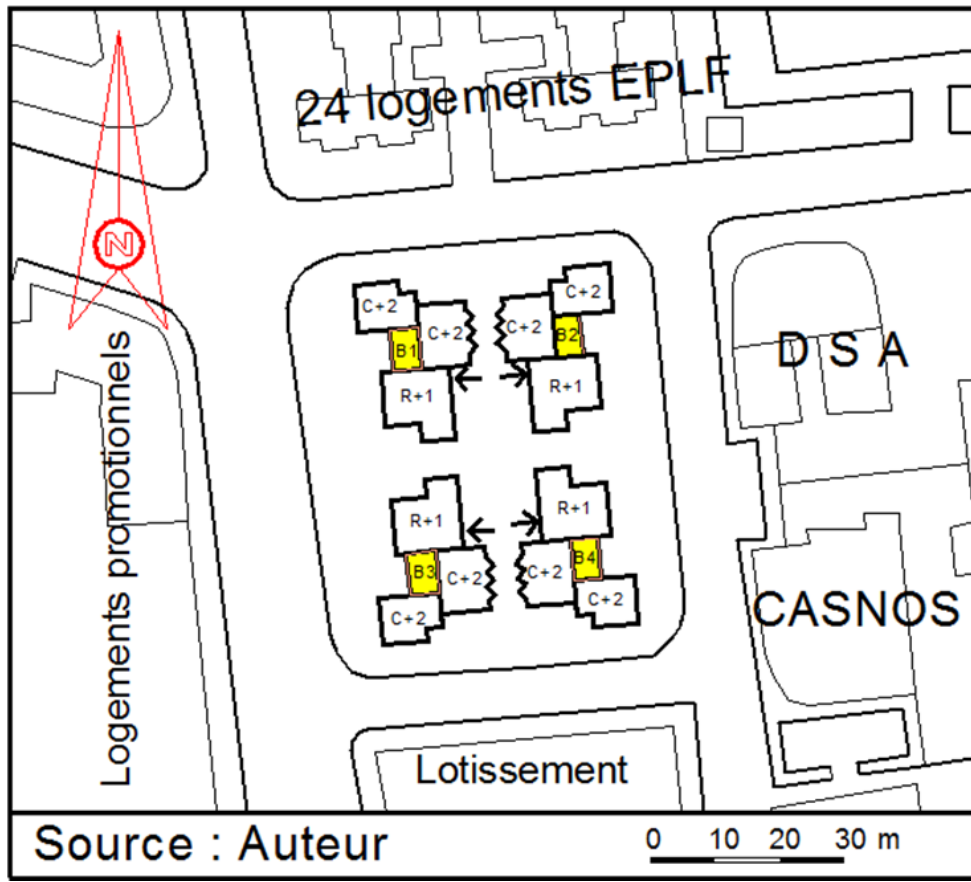 24 logements EPLF
N
C+2
C+2
B1
R+1
C+2
C+2
B2
R+1
D S A
Logements promotionnels
R+1
B3
C+2
C+2
R+1
B4
C+2
C+2
CASNOS
Lotissement
Source : Auteur
0 10 20 30 m